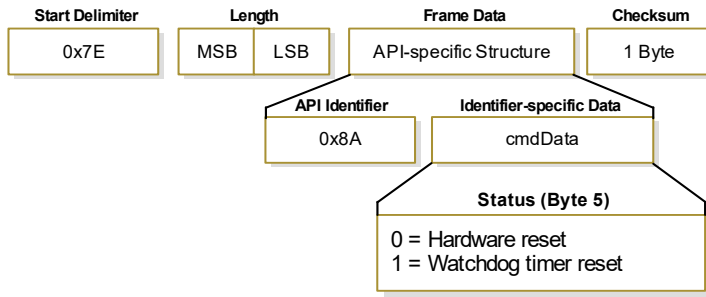 Start Delimiter
Length
Frame Data
Checksum
0x7E
MSB
LSB
API-specific Structure
1 Byte
API Identifier
Identifier-specific Data
0x8A
cmdData
Status (Byte 5)
0 = Hardware reset
1 = Watchdog timer reset